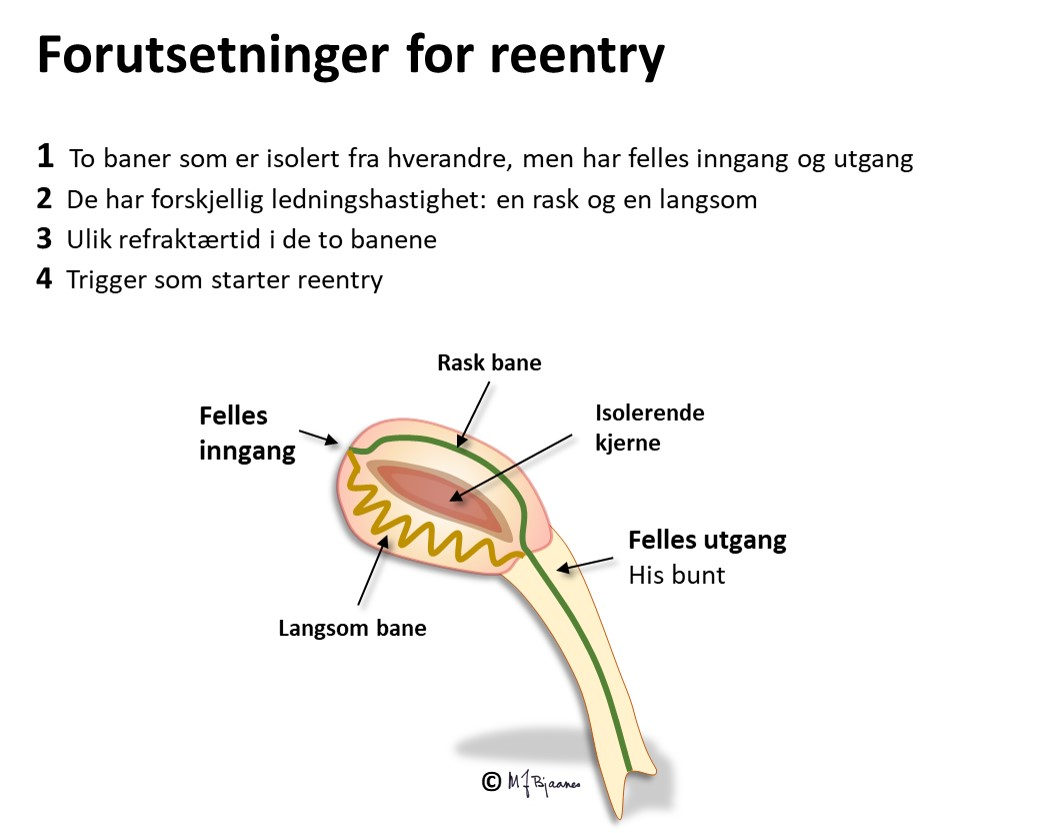 Forutsetninger for reentry
1 To baner som er isolert fra hverandre, men har felles inngang og utgang
2 De har forskjellig ledningshastighet: en rask og en langsom
3 Ulik refraktærtid i de to banene
4 Trigger som starter reentry
Rask bane
Felles
inngang
Isolerende
kjerne
Felles utgang
His bunt
Langsom bane
© MJBjaanes